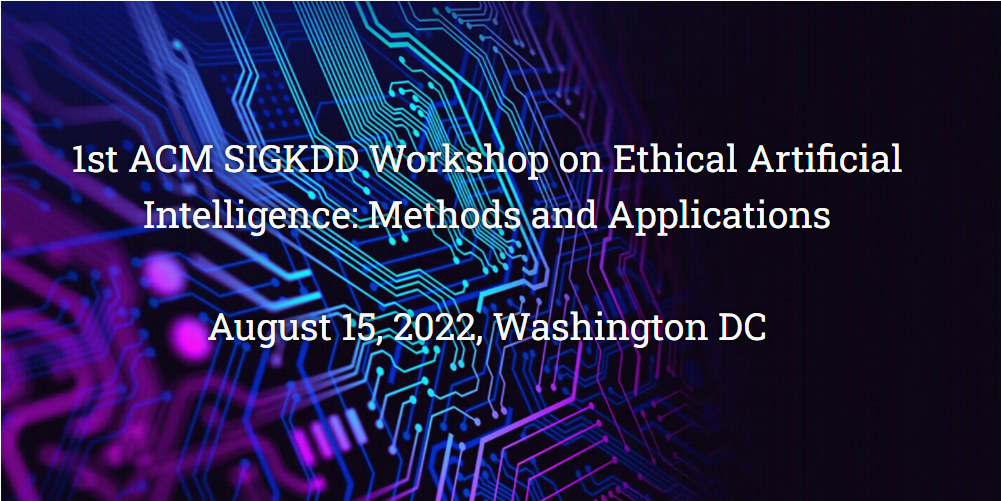 1st ACM SIGKDD Workshop on Ethical Artificial
Intelligence: Methods and Applications
August 15, 2022, Washington DC